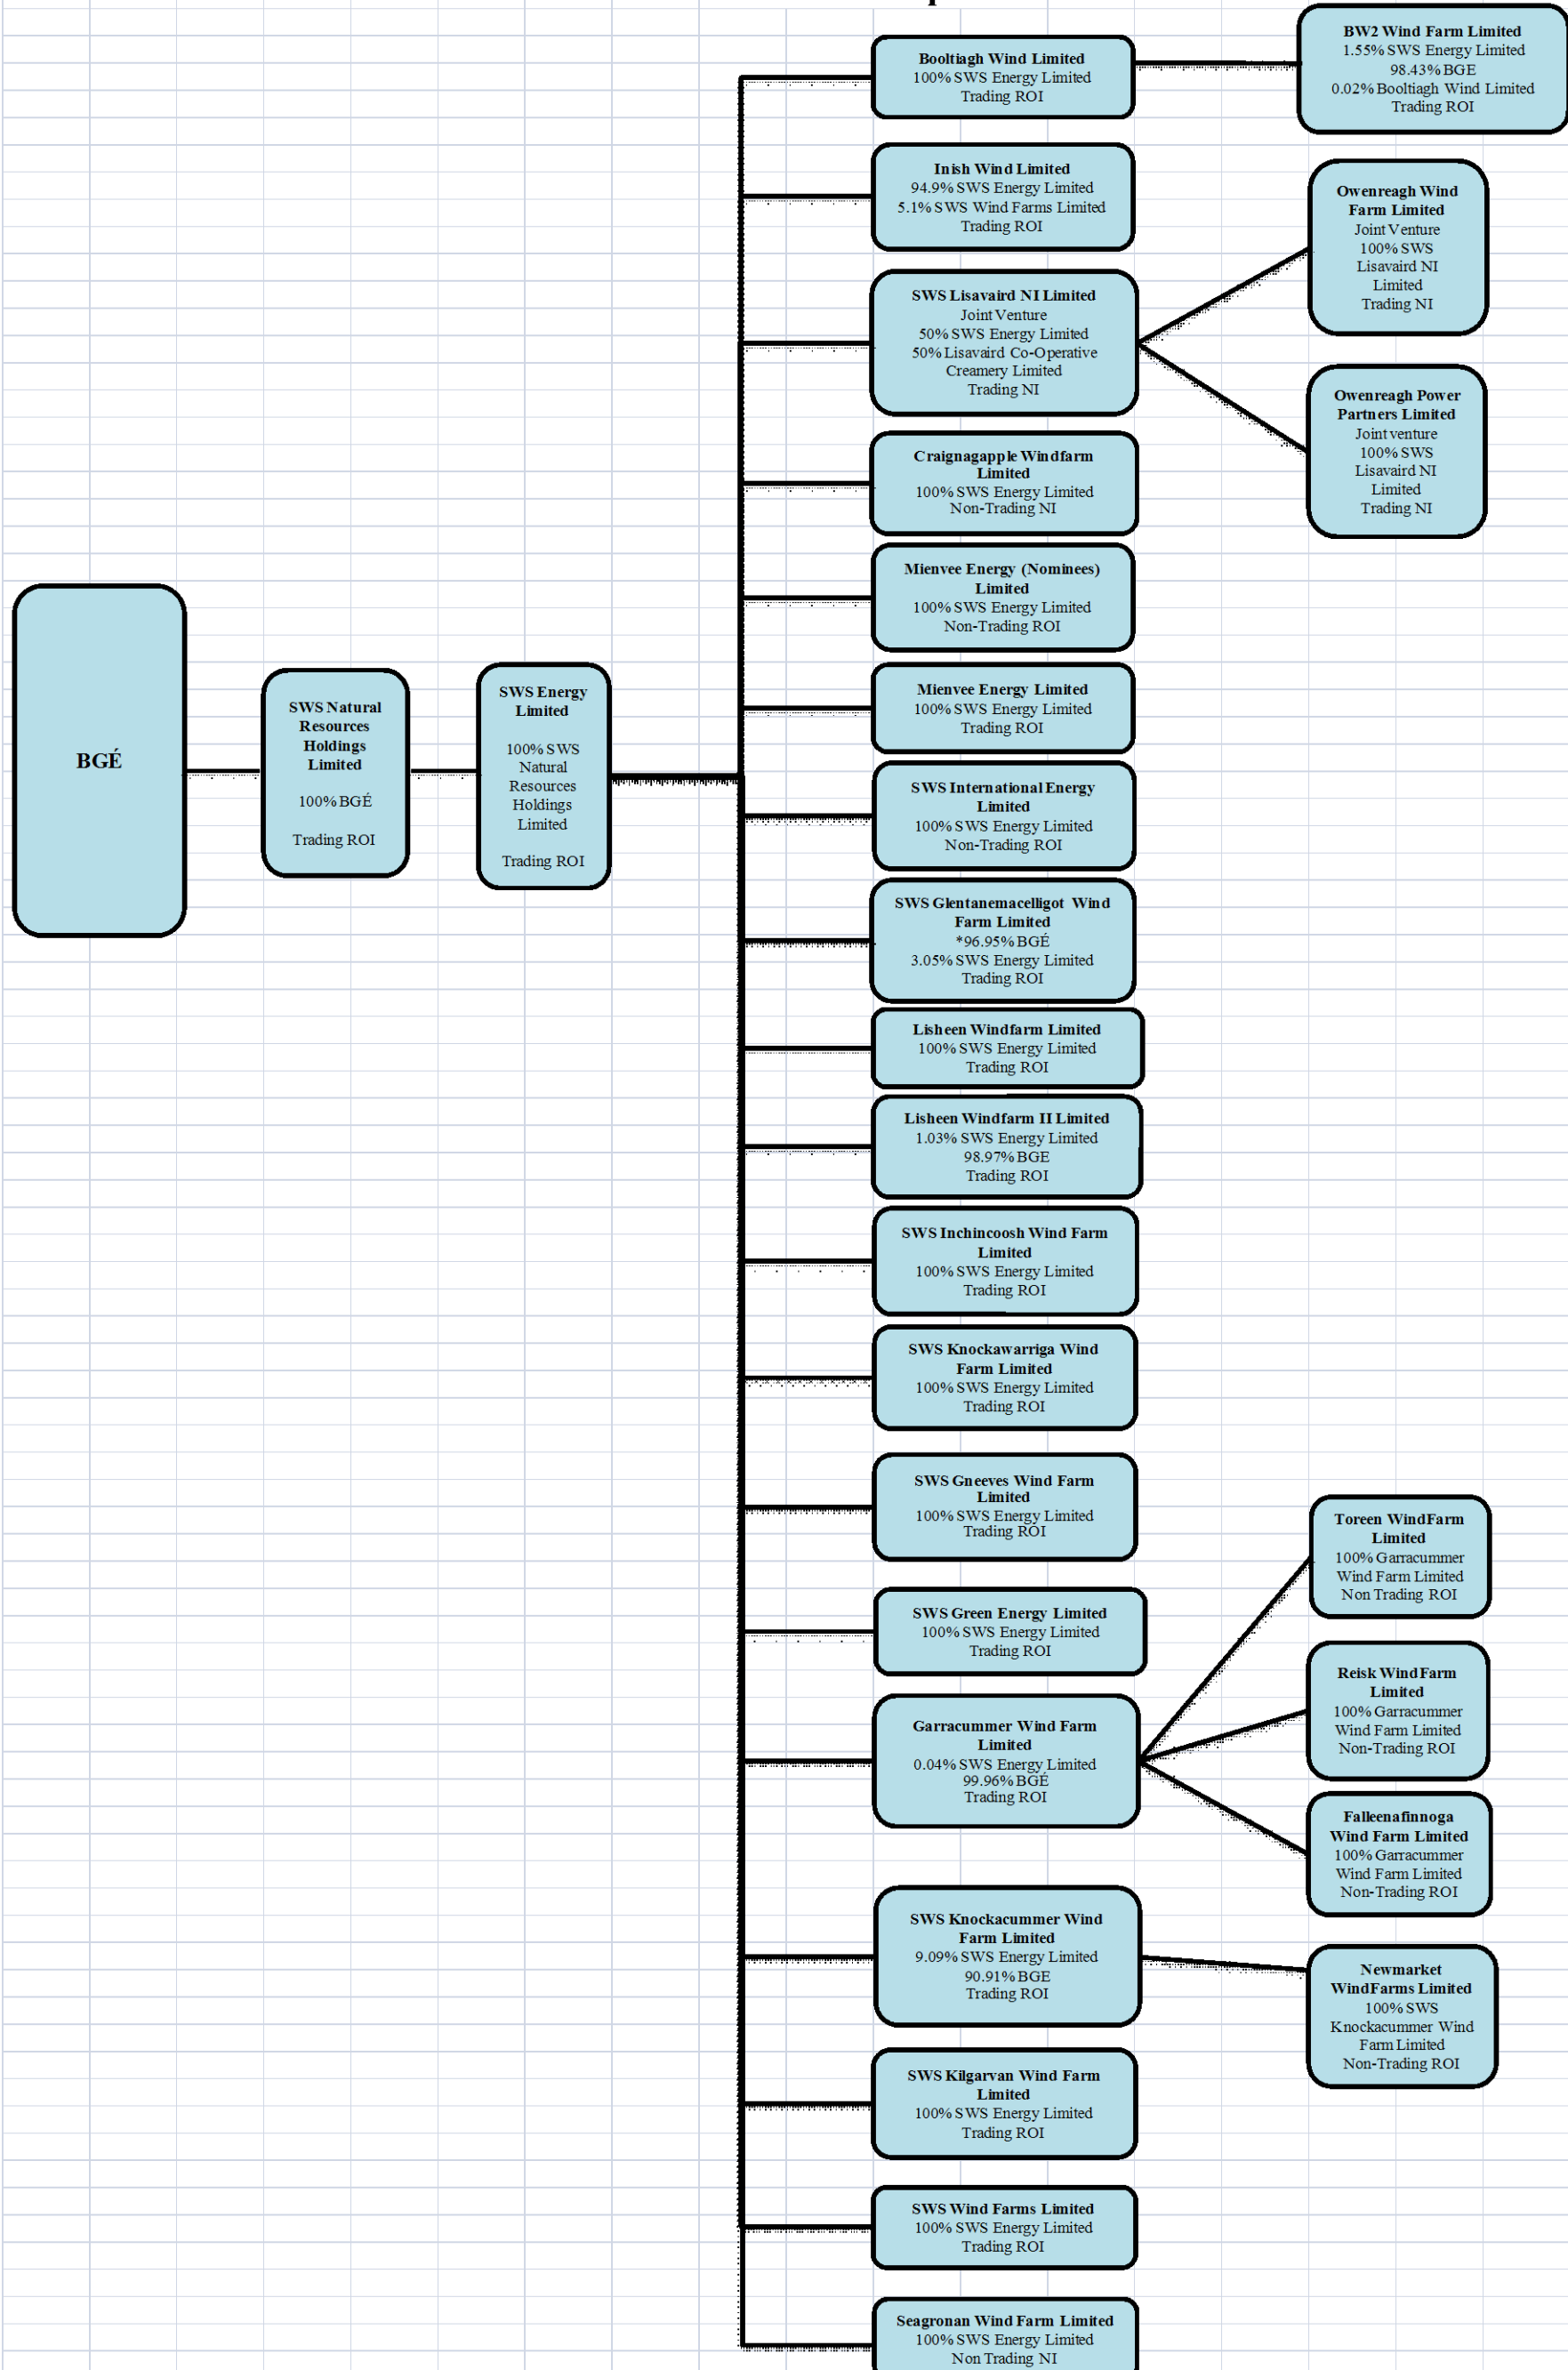 BGÉ
SWS Natural
Resources
Holdings
Limited
100% BGÉ
Trading ROI
SWS Energy
Limited
100% SWS
Natural
Resources
Holdings
Limited
Trading ROI
Booltiagh Wind Limited
100% SWS Energy Limited
Trading ROI
BW2 Wind Farm Limited
1.55% SWS Energy Limited
98.43% BGE
0.02% Booltiagh Wind Limited
Trading ROI
Inish Wind Limited
94.9% SWS Energy Limited
5.1% SWS Wind Farms Limited
Trading ROI
SWS Lisavaird NI Limited
Joint Venture
50% SWS Energy Limited
50% Lisavaird Co-Operative
Creamery Limited
Trading NI
Owenreagh Wind
Farm Limited
Joint Venture
100% SWS
Lisavaird NI
Limited
Trading NI
Owenreagh Power
Partners Limited
Joint venture
100% SWS
Lisavaird NI
Limited
Trading NI
Craignagapple Windfarm
Limited
100% SWS Energy Limited
Non-Trading NI
Mienvee Energy (Nominees)
Limited
100% SWS Energy Limited
Non-Trading ROI
Mienvee Energy Limited
100% SWS Energy Limited
Trading ROI
SWS International Energy
Limited
100% SWS Energy Limited
Non-Trading ROI
SWS Glentanemacelligot Wind
Farm Limited
*96.95% BGÉ
3.05% SWS Energy Limited
Trading ROI
Lisheen Windfarm Limited
100% SWS Energy Limited
Trading ROI
Lisheen Windfarm II Limited
1.03% SWS Energy Limited
98.97% BGE
Trading ROI
SWS Inchincoosh Wind Farm
Limited
100% SWS Energy Limited
Trading ROI
SWS Knockawarriga Wind
Farm Limited
100% SWS Energy Limited
Trading ROI
SWS Gneeves Wind Farm
Limited
100% SWS Energy Limited
Trading ROI
SWS Green Energy Limited
100% SWS Energy Limited
Trading ROI
Garracummer Wind Farm
Limited
0.04% SWS Energy Limited
99.96% BGÉ
Trading ROI
Toreen WindFarm
Limited
100% Garracummer
Wind Farm Limited
Non Trading ROI
Reisk WindFarm
Limited
100% Garracummer
Wind Farm Limited
Non-Trading ROI
Falleenafinnoga
Wind Farm Limited
100% Garracummer
Wind Farm Limited
Non-Trading ROI
SWS Knockacummer Wind
Farm Limited
9.09% SWS Energy Limited
90.91% BGE
Trading ROI
Newmarket
WindFarms Limited
100% SWS
Knockacummer Wind
Farm Limited
Non-Trading ROI
SWS Kilgarvan Wind Farm
Limited
100% SWS Energy Limited
Trading ROI
SWS Wind Farms Limited
100% SWS Energy Limited
Trading ROI
Seagronan Wind Farm Limited
100% SWS Energy Limited
Non Trading NI